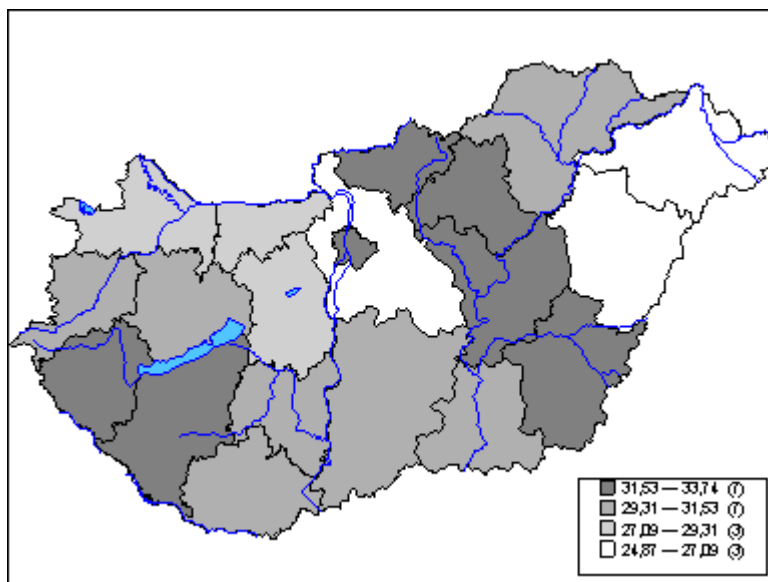 31,53 — 33,74 (7)
29,31 — 31,53 (7)
27,09 — 29,31 (3)
24,87 — 27,09 (3)